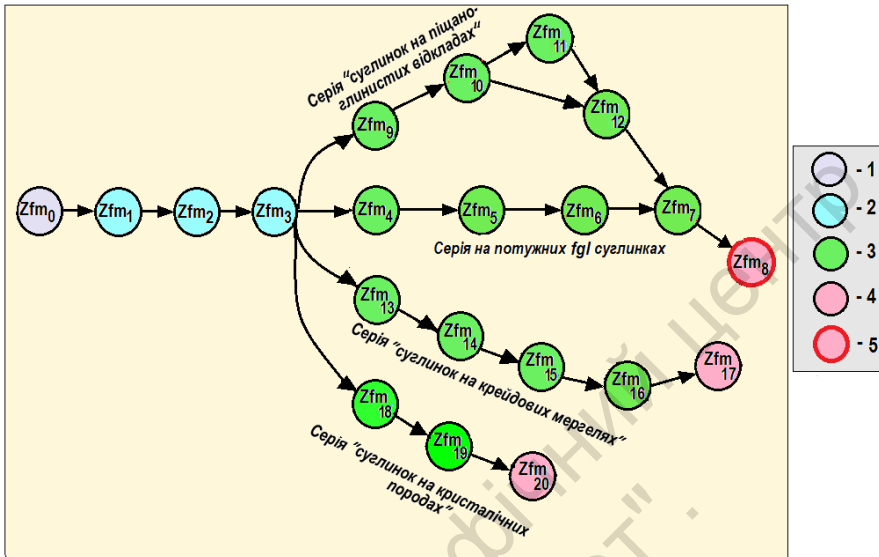 Серія "суглинок на піщано-
глинистих відкладах"
Zfm11
Zfm10
Zfm12
Zfm9
Zfm0
Zfm1
Zfm2
Zfm3
Zfm4
Zfm5
Zfm6
Zfm7
Серія на потужних fgl суглинках
Zfm8
Zfm13
Zfm14
Zfm15
Zfm16
Zfm17
Серія "суглинок на крейдових мергелях"
Zfm18
Zfm19
Zfm20
Серія "суглинок на кристалічних
породах"
- 1
- 2
- 3
- 4
- 5
центр